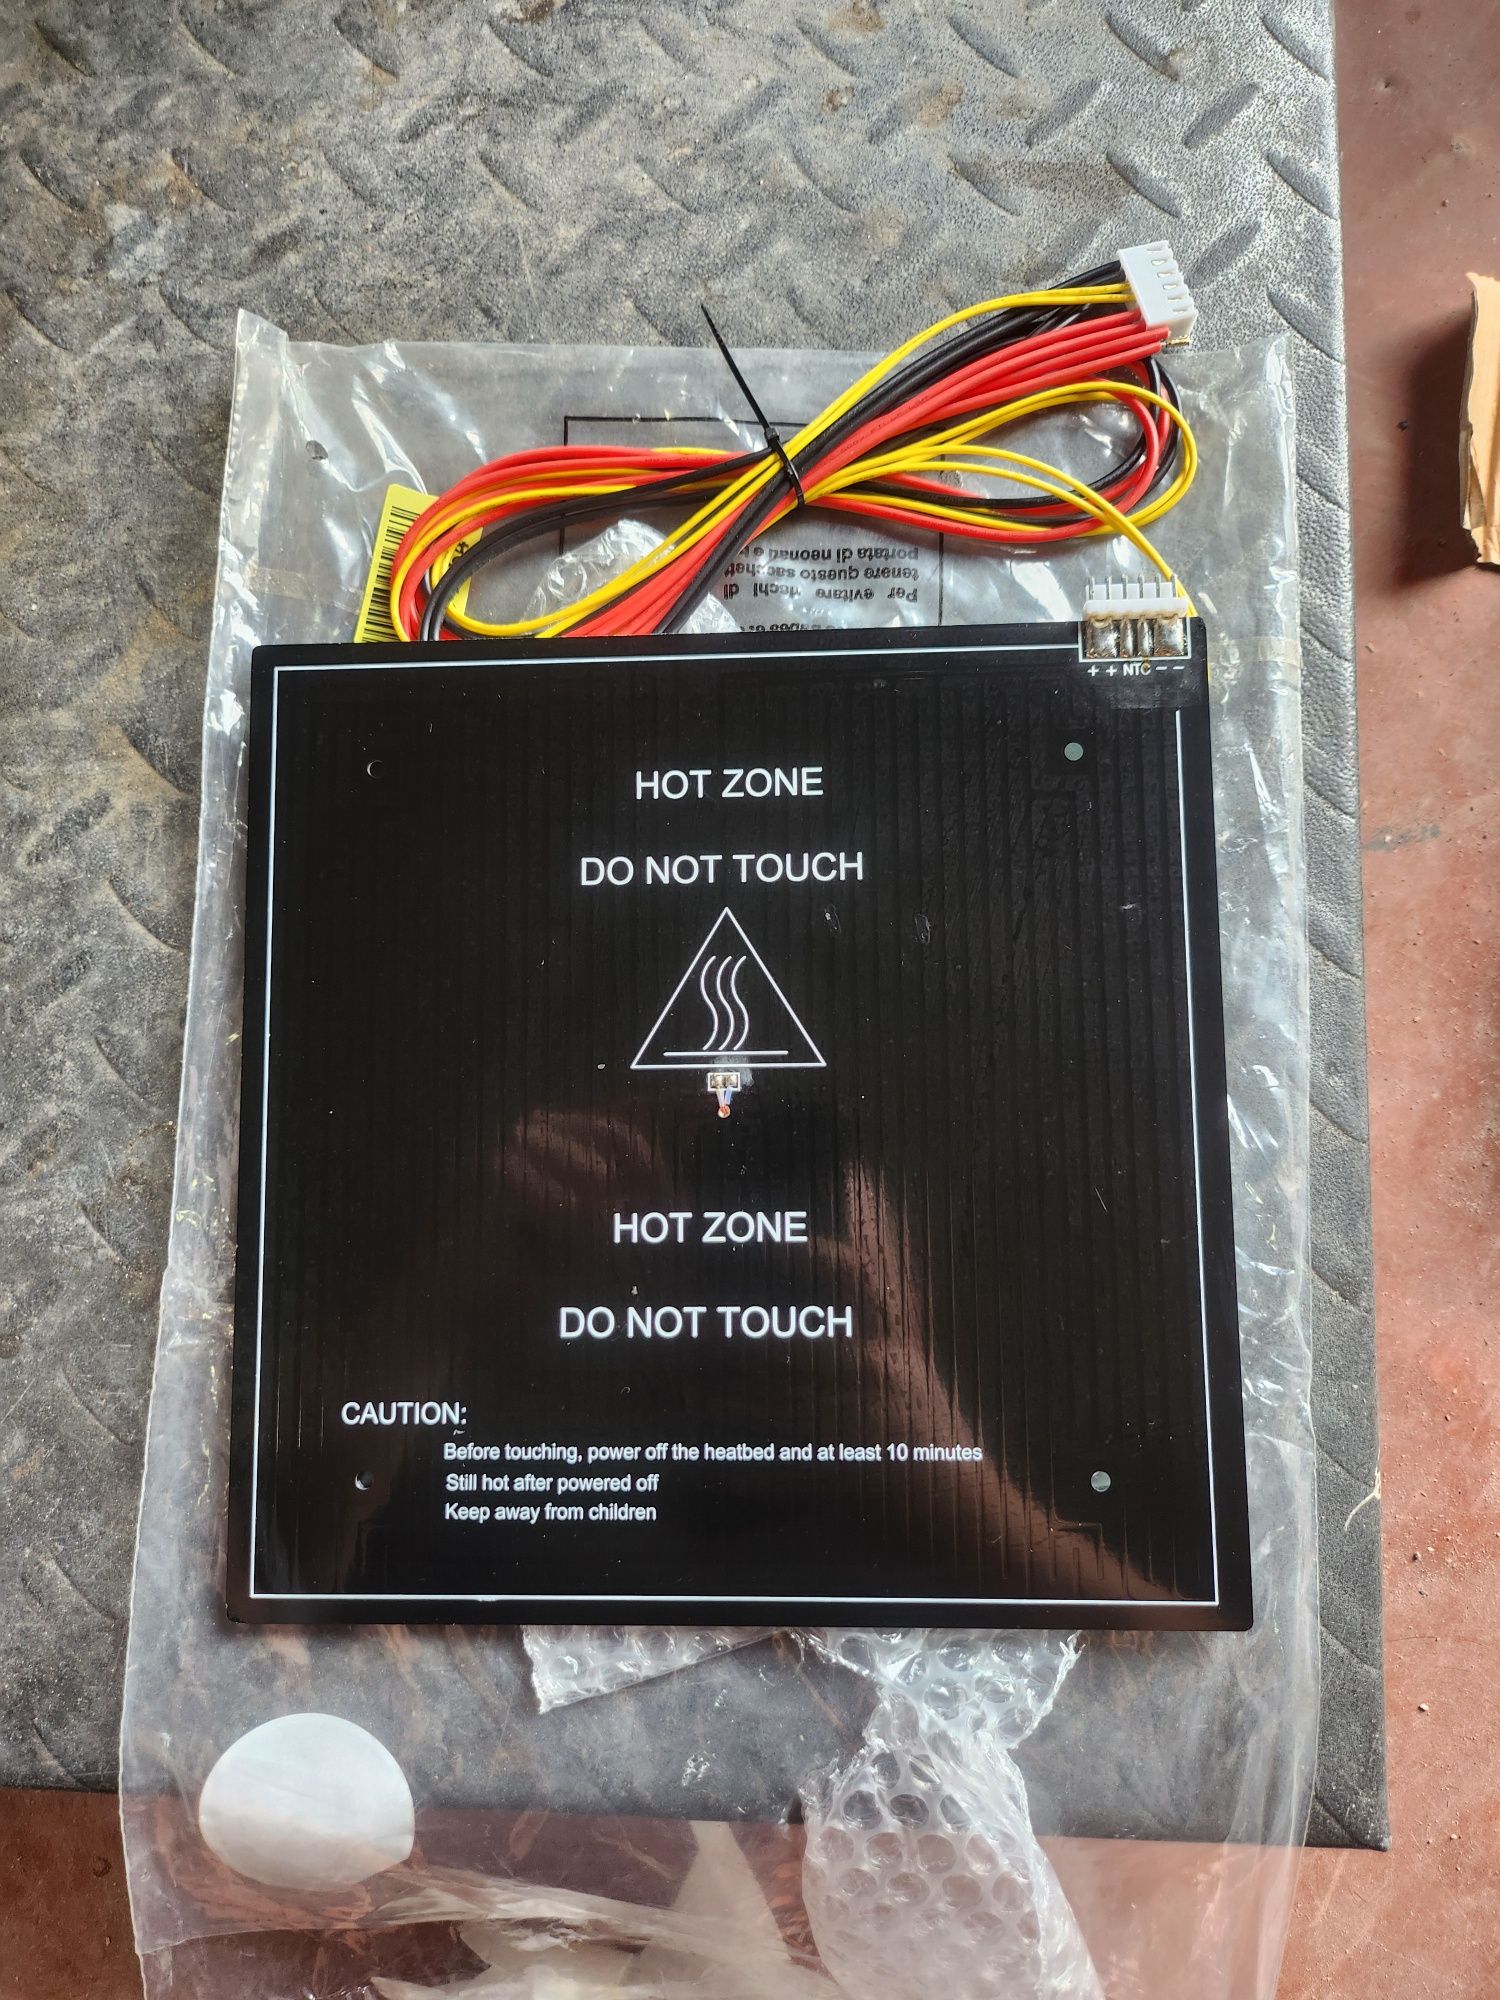 Per evitare rischi di
tenere questo sacchett
portata di neonati e
+ + NTC - -
HOT ZONE
DO NOT TOUCH
HOT ZONE
DO NOT TOUCH
CAUTION:
Before touching, power off the heatbed and at least 10 minutes
Still hot after powered off
Keep away from children